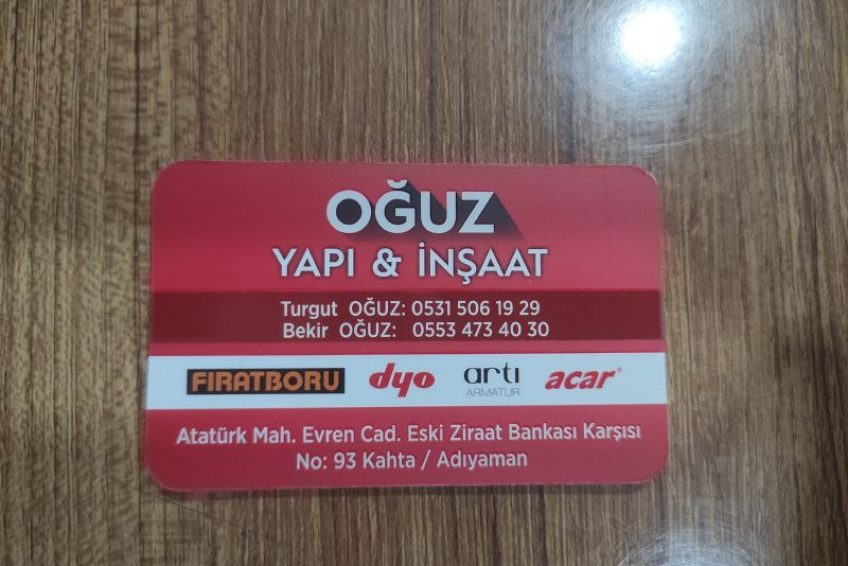 OĞUZ
YAPI & İNŞAAT
Turgut OĞUZ: 0531 506 19 29
Bekir OĞUZ: 0553 473 40 30
FIRATBORU dyo artı ARMATUR acar
Atatürk Mah. Evren Cad. Eski Ziraat Bankası Karşısı
No: 93 Kahta / Adıyaman